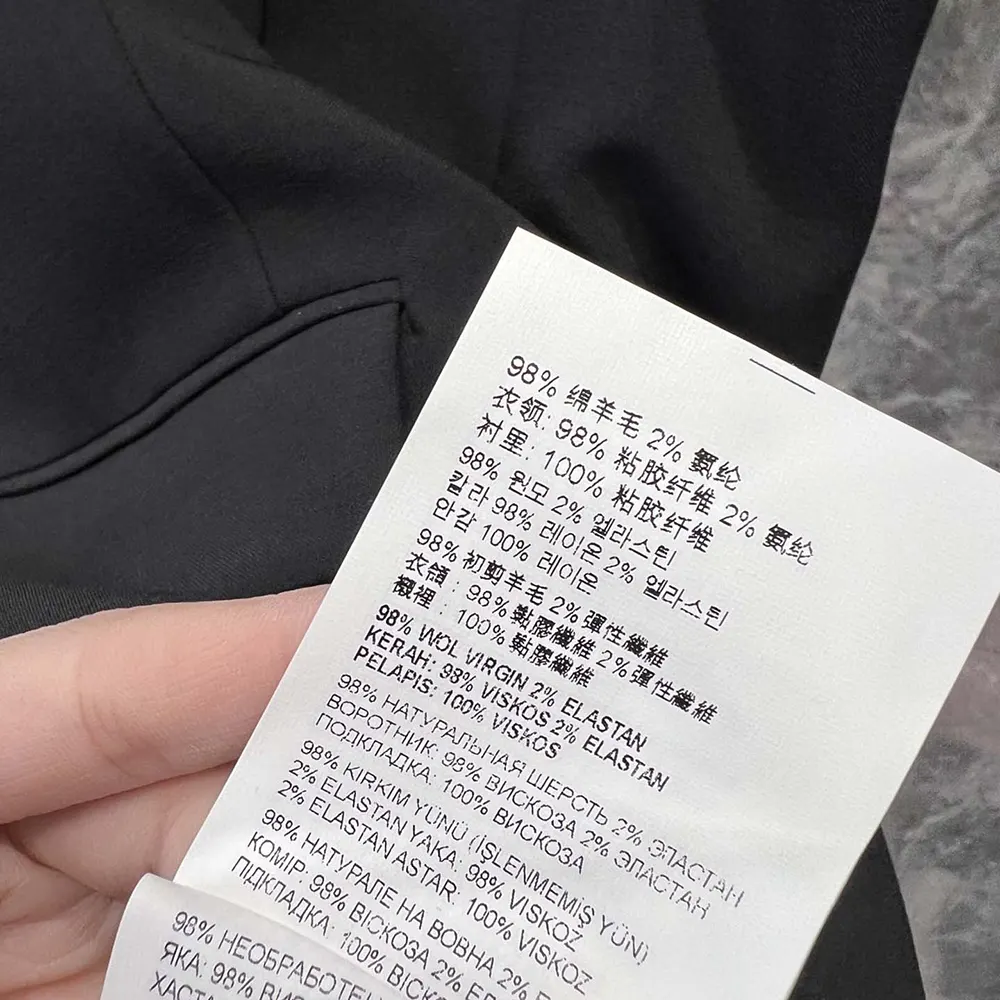 98% 绵羊毛 2% 氨纶
衣领: 98% 粘胶纤维 2% 氨纶
衬里: 100% 粘胶纤维
98% 원모 2% 엘라스틴
칼라 98% 레이온 2% 엘라스틴
안감 100% 레이온
98% 初剪羊毛 2% 彈性纖維
衣領 : 98% 黏膠纖維 2% 彈性纖維
襯裡 : 100% 黏膠纖維
98% WOL VIRGIN 2% ELASTAN
KERAH: 98% VISKOS 2% ELASTAN
PELAPIS: 100% VISKOS
98% НАТУРАЛЬНАЯ ШЕРСТЬ 2% ЭЛАСТАН
ВОРОТНИК: 98% ВИСКОЗА 2% ЭЛАСТАН
ПОДКЛАДКА: 100% ВИСКОЗА
98% KIRKIM YÜNÜ (İŞLENMEMİŞ YÜN)
2% ELASTAN YAKA: 98% VISKOZ
2% ELASTAN ASTAR: 100% VISKOZ
98% НАТУРАЛЕ НА ВОВНА 2%
КОМІР: 98% ВІСКОЗА 2%
ПІДКЛАДКА: 100%
98%
ЯКА: 98%